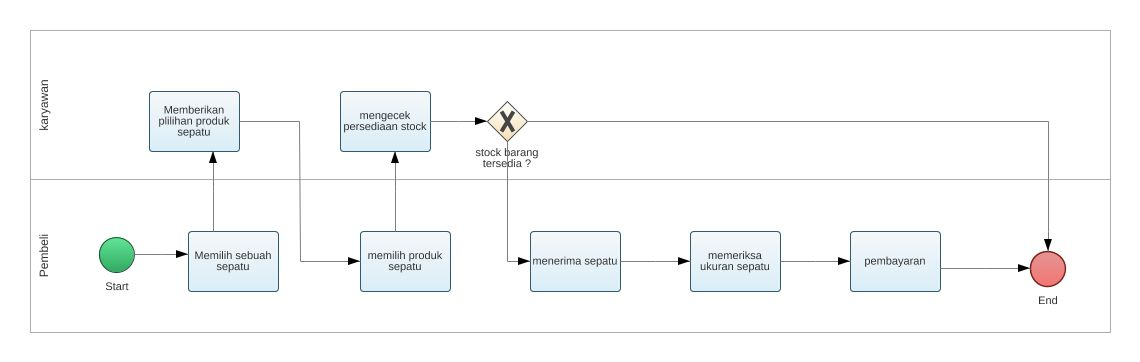 karyawan
Memberikan
plilihan produk
sepatu
mengecek
persediaan stock
stock barang
tersedia ?
Pembeli
Start
Memilih sebuah
sepatu
memilih produk
sepatu
menerima sepatu
memeriksa
ukuran sepatu
pembayaran
End